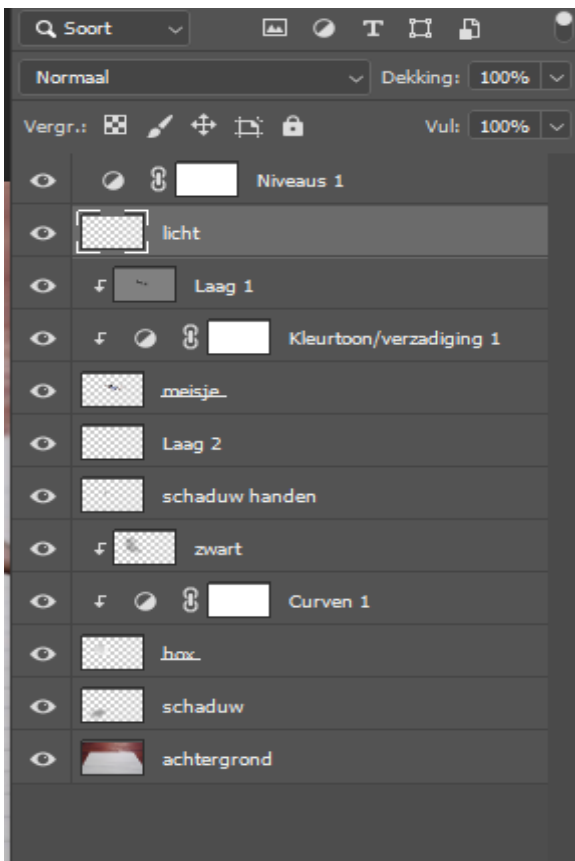 Soort
Normaal Dekking: 100%
Vergr.: Vul: 100%
Niveaus 1
licht
Laag 1
Kleurtoon/verzadiging 1
meisje
Laag 2
schaduw handen
zwart
Curven 1
box
schaduw
achtergrond